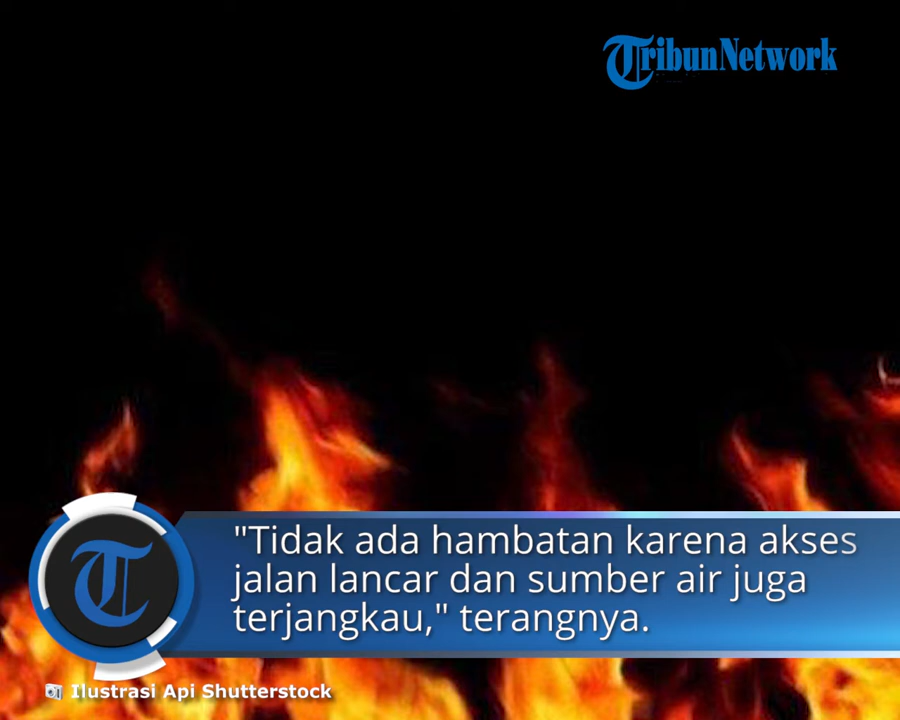 TribunNetwork
"Tidak ada hambatan karena akses
jalan lancar dan sumber air juga
terjangkau," terangnya.
T
Ilustrasi Api Shutterstock